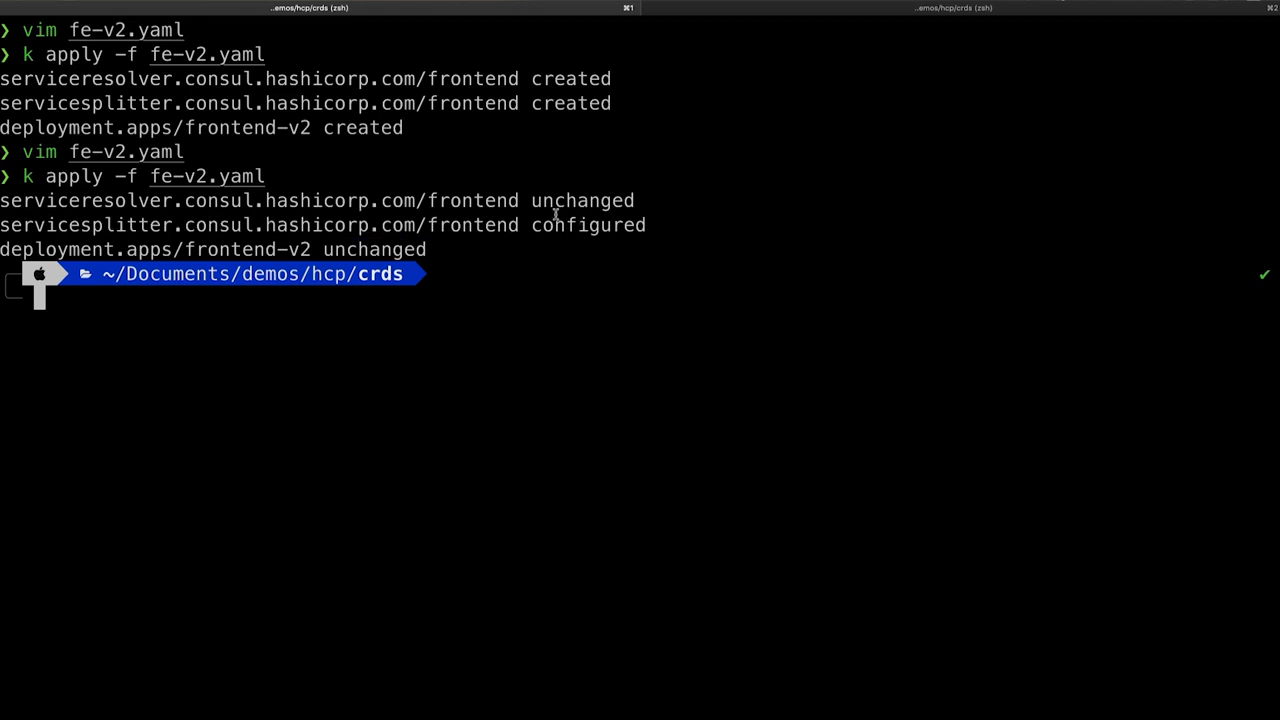 ..emos/hcp/crds (zsh) ⌘1 ..emos/hcp/crds (zsh) ⌘2
❯ vim fe-v2.yaml
❯ k apply -f fe-v2.yaml
serviceresolver.consul.hashicorp.com/frontend created
servicesplitter.consul.hashicorp.com/frontend created
deployment.apps/frontend-v2 created
❯ vim fe-v2.yaml
❯ k apply -f fe-v2.yaml
serviceresolver.consul.hashicorp.com/frontend unchanged
servicesplitter.consul.hashicorp.com/frontend configured
deployment.apps/frontend-v2 unchanged
~/Documents/demos/hcp/crds ✔